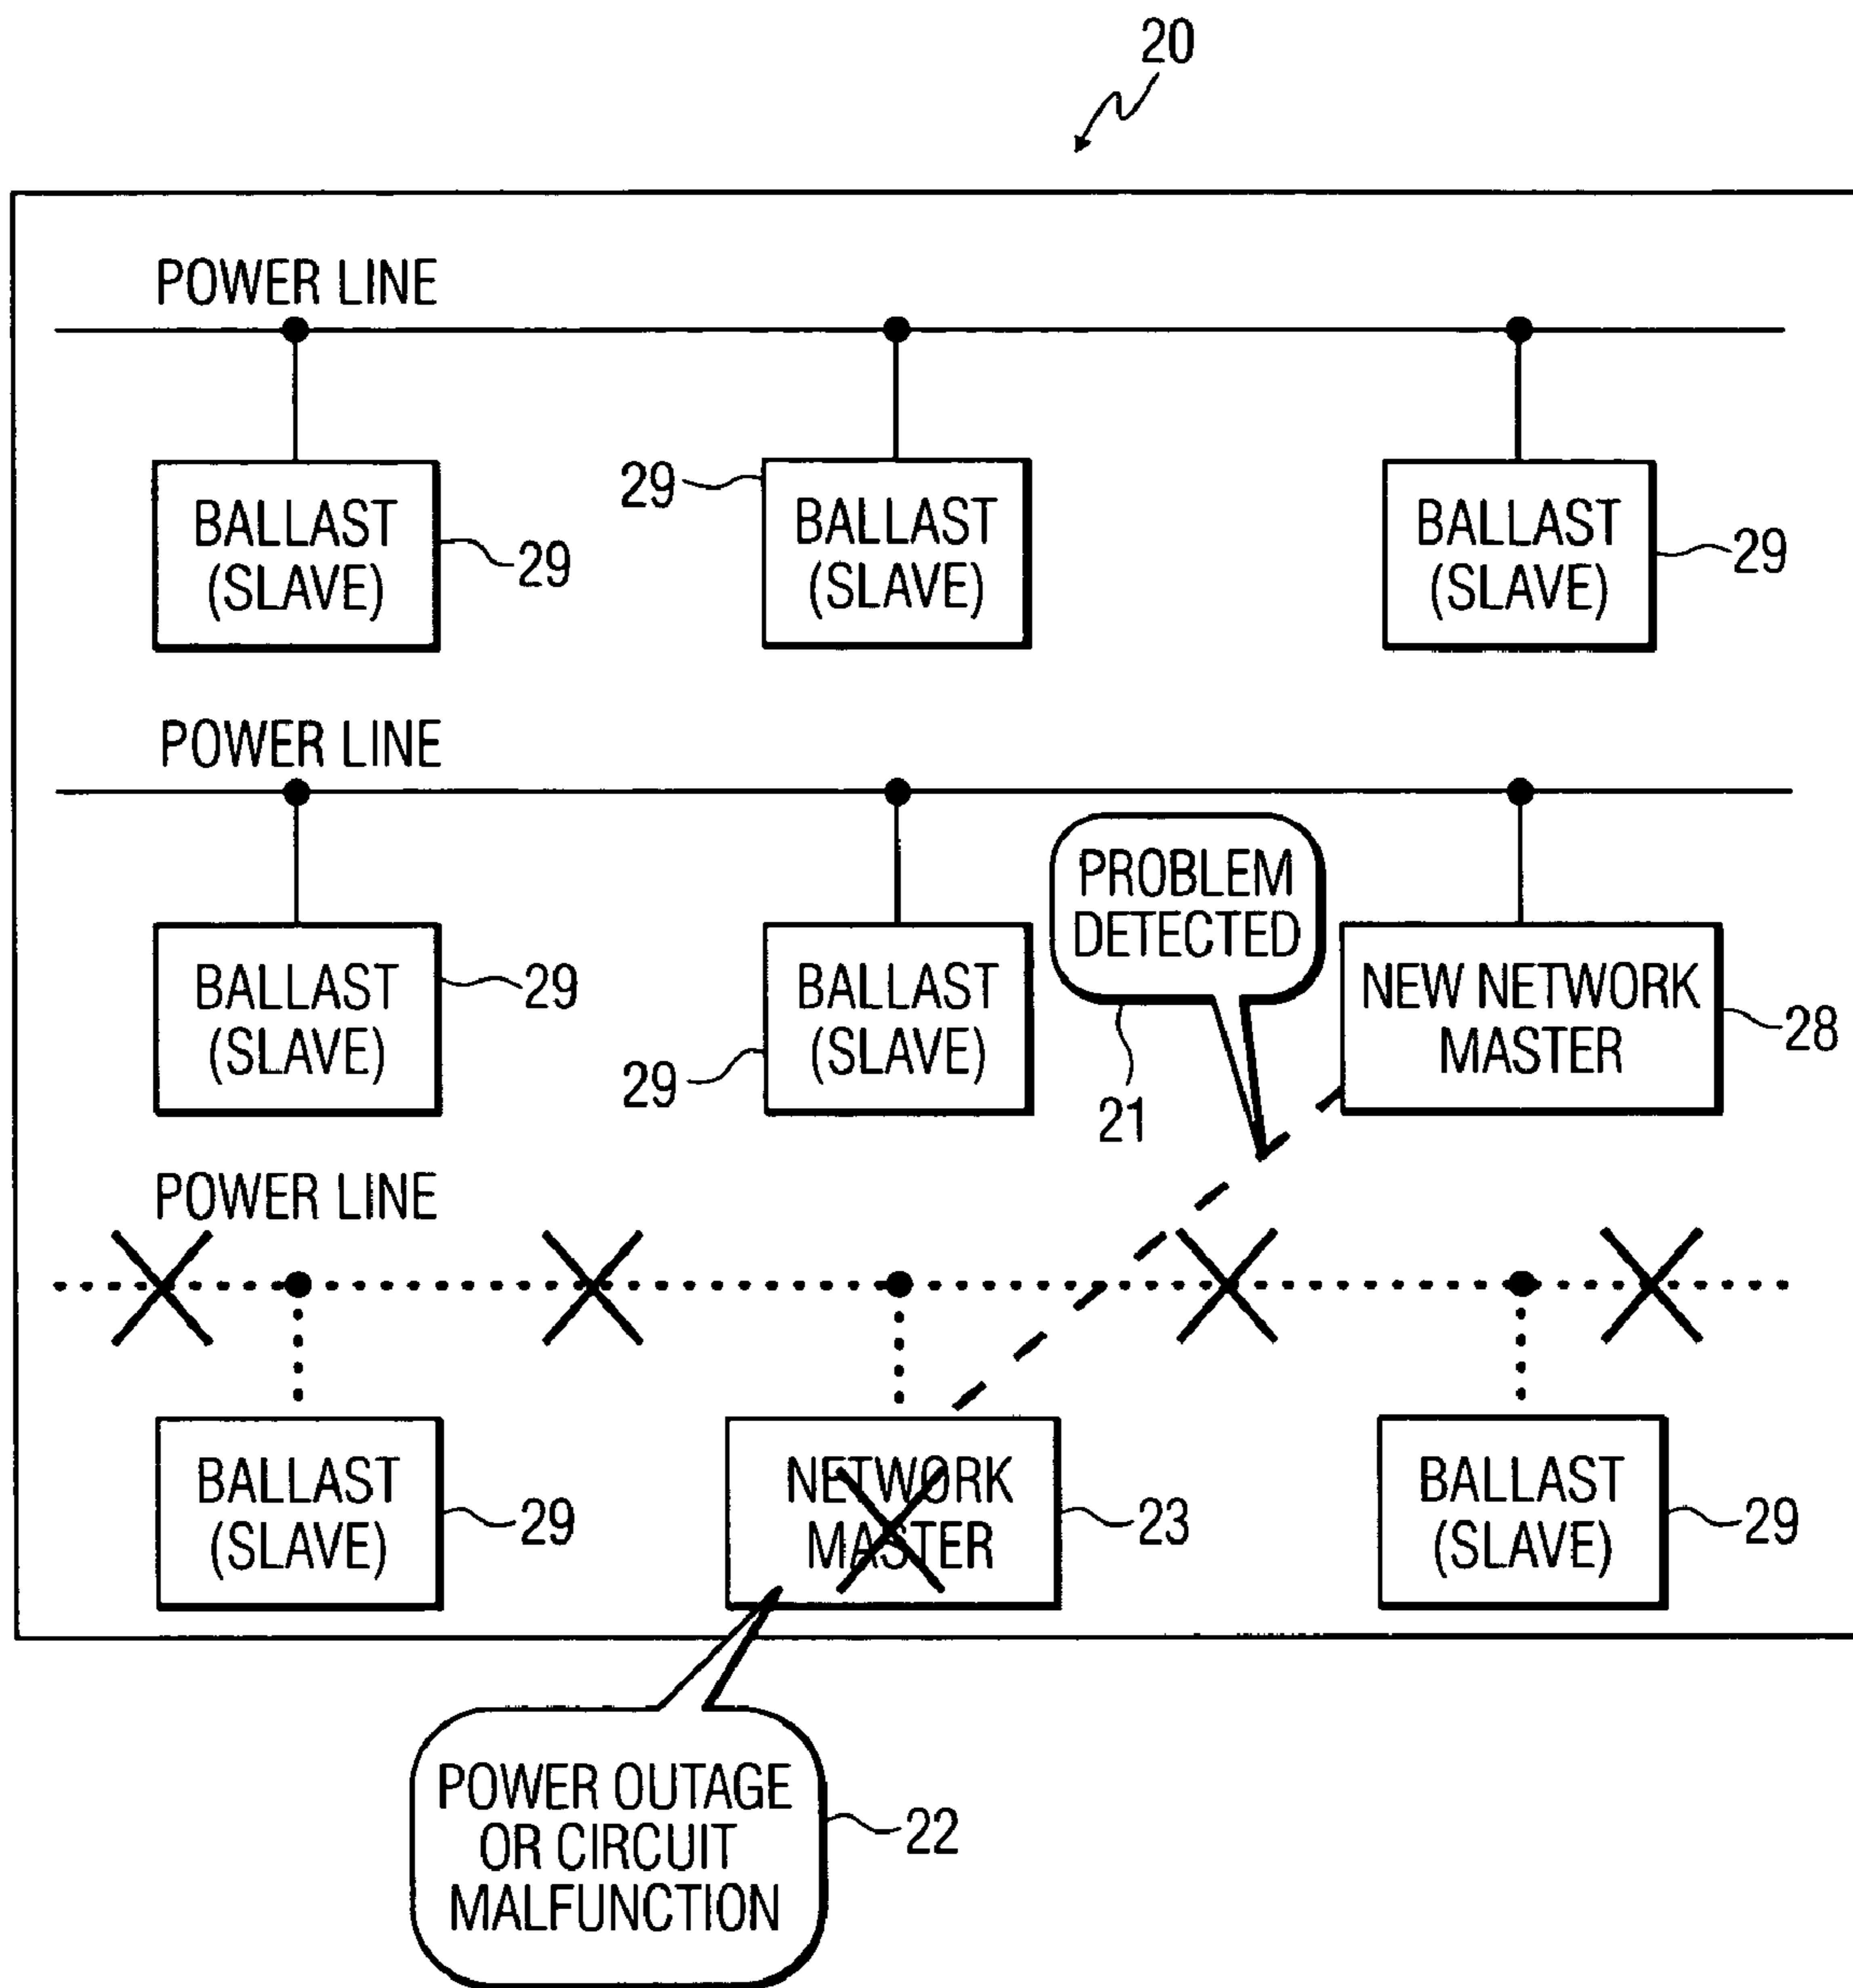 20
POWER LINE
BALLAST
(SLAVE)
29
29
BALLAST
(SLAVE)
BALLAST
(SLAVE)
29
POWER LINE
BALLAST
(SLAVE)
29
BALLAST
(SLAVE)
29
PROBLEM
DETECTED
21
NEW NETWORK
MASTER
28
POWER LINE
BALLAST
(SLAVE)
29
NETWORK
MASTER
23
BALLAST
(SLAVE)
29
POWER OUTAGE
OR CIRCUIT
MALFUNCTION
22